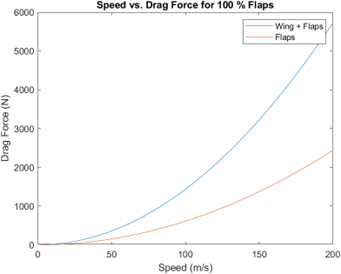 Speed vs. Drag Force for 100 % Flaps
6000
5000
4000
3000
2000
1000
0
Drag Force (N)
Wing + Flaps
Flaps
0 50 100 150 200
Speed (m/s)